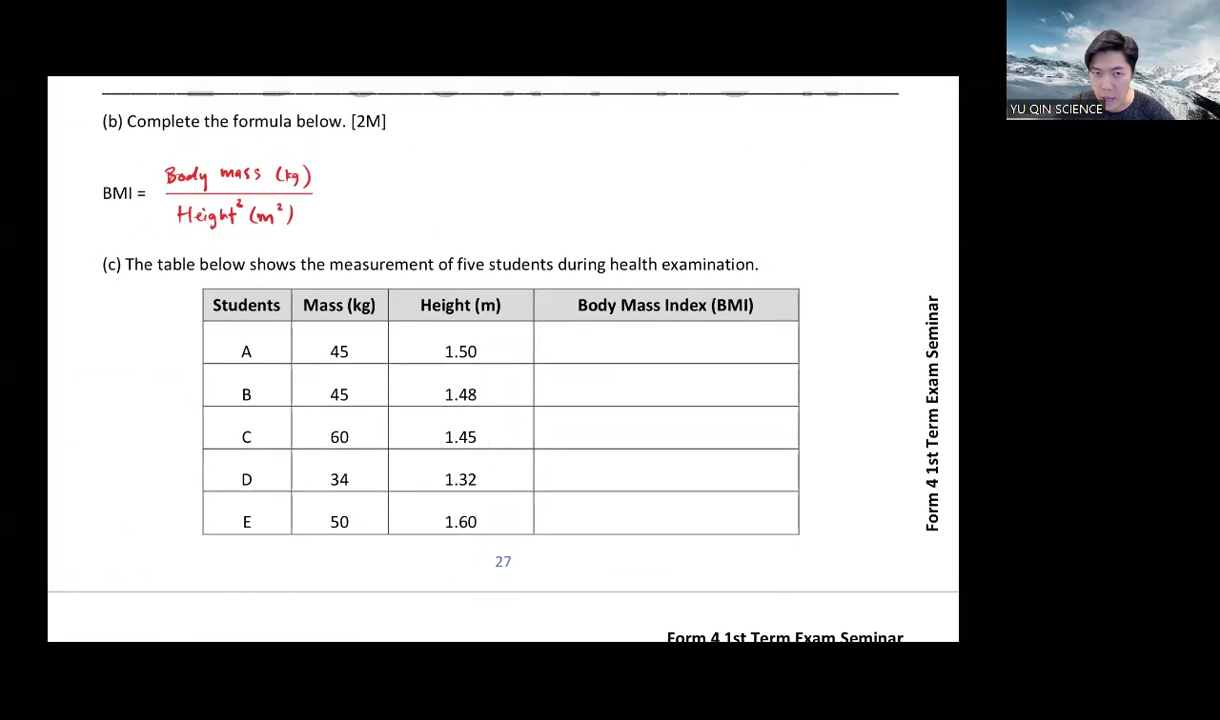 YU QIN SCIENCE
(b) Complete the formula below. [2M]
BMI = Body mass (kg)
Height² (m²)
(c) The table below shows the measurement of five students during health examination.
Students Mass (kg) Height (m) Body Mass Index (BMI)
A 45 1.50
B 45 1.48
C 60 1.45
D 34 1.32
E 50 1.60
27
Form 4 1st Term Exam Seminar
Form 4 1st Term Exam Seminar